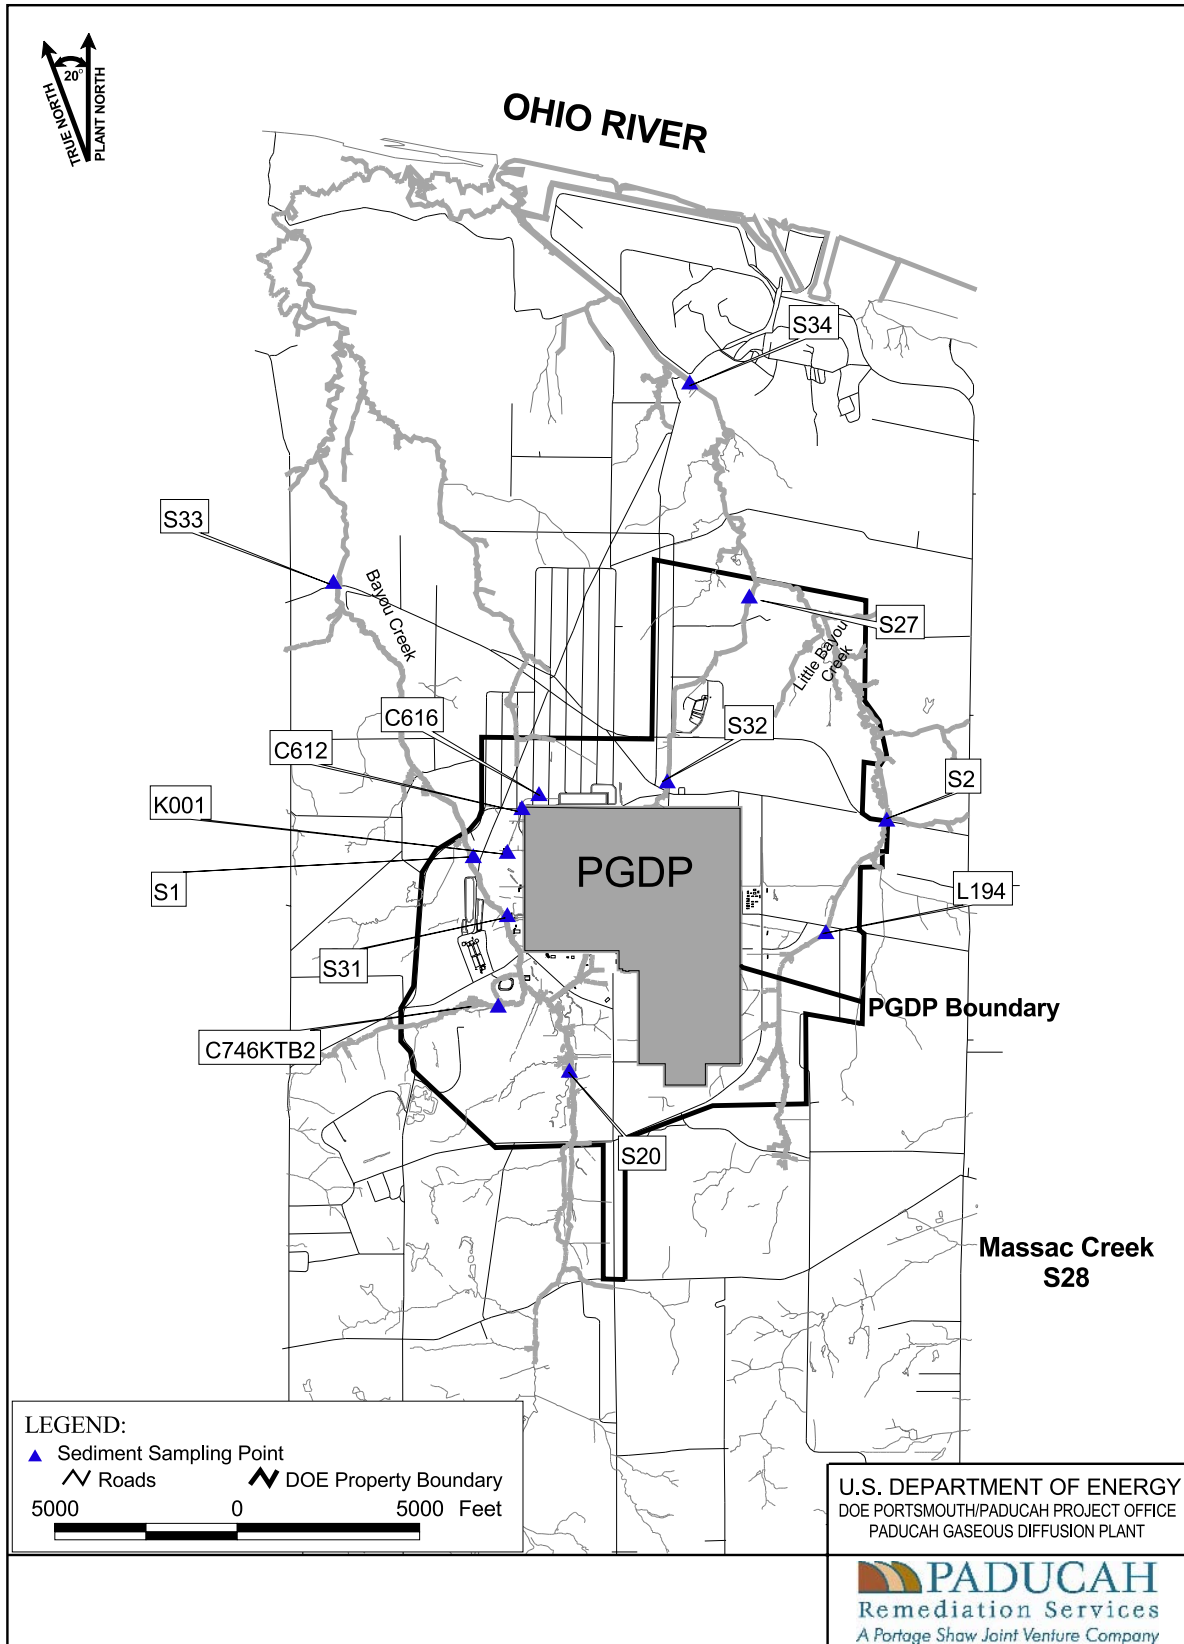 20°
TRUE NORTH
PLANT NORTH
OHIO RIVER
S34
S33
Bayou Creek
S27
Little Bayou
Creek
C616
S32
C612
S2
K001
PGDP
S1
L194
S31
PGDP Boundary
C746KTB2
S20
Massac Creek
S28
LEGEND:
Sediment Sampling Point
Roads
DOE Property Boundary
5000 0 5000 Feet
U.S. DEPARTMENT OF ENERGY
DOE PORTSMOUTH/PADUCAH PROJECT OFFICE
PADUCAH GASEOUS DIFFUSION PLANT
PADUCAH
Remediation Services
A Portage Shaw Joint Venture Company